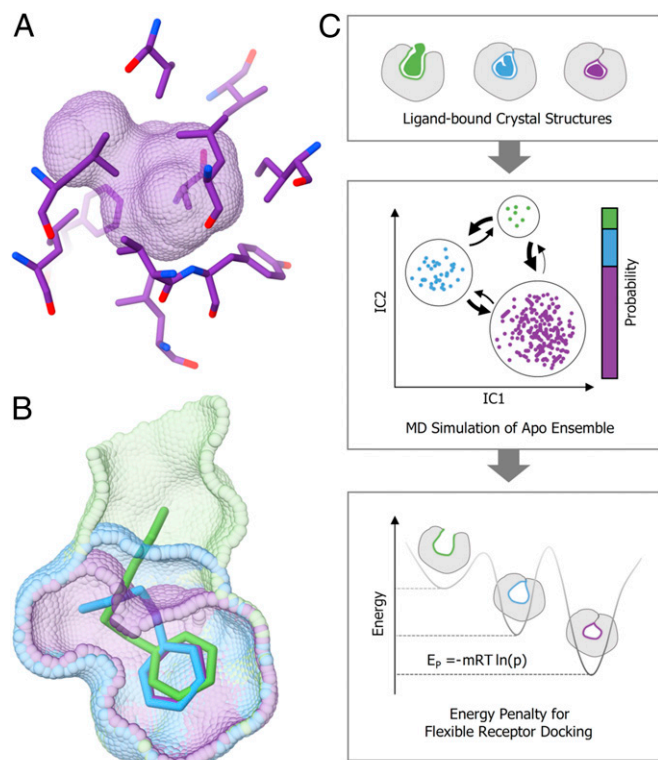 A
B
C
Ligand-bound Crystal Structures
IC2
IC1
Probability
MD Simulation of Apo Ensemble
Energy
Eₚ =-mRT ln(p)
Energy Penalty for
Flexible Receptor Docking